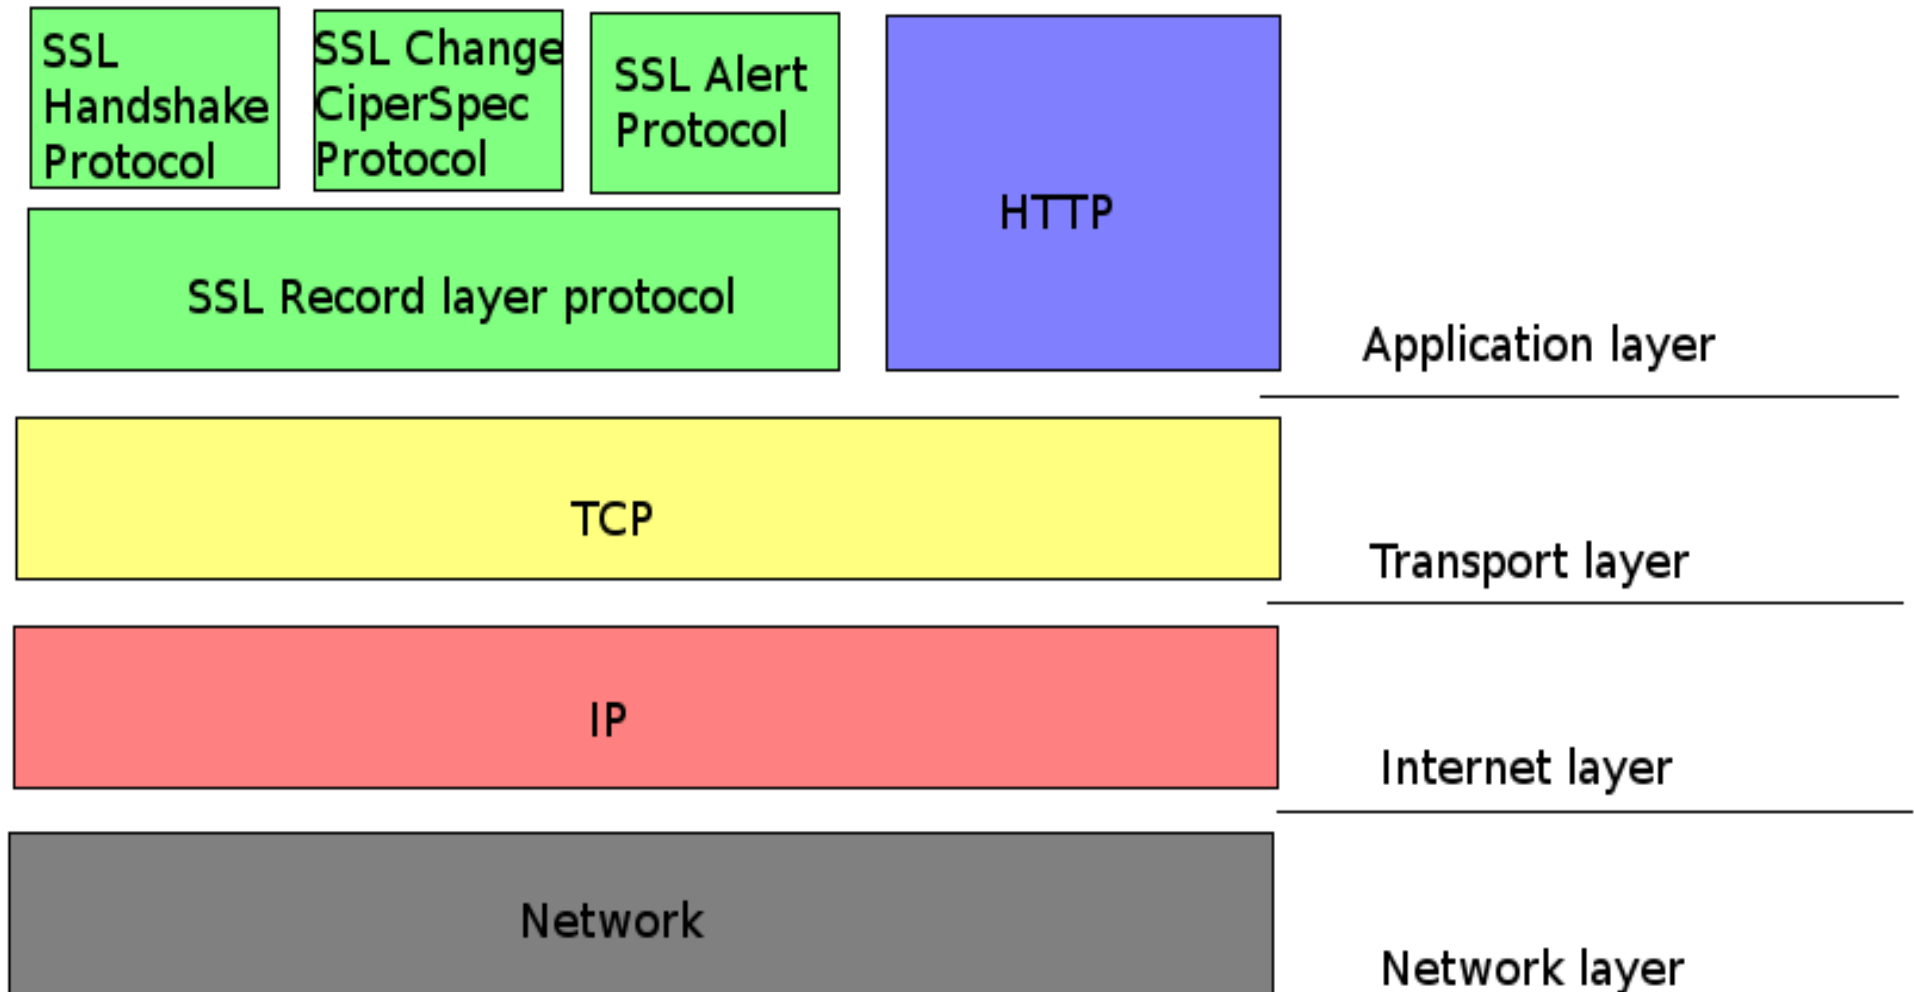 SSL
Handshake
Protocol
SSL Change
CiperSpec
Protocol
SSL Alert
Protocol
HTTP
SSL Record layer protocol
Application layer
TCP
Transport layer
IP
Internet layer
Network
Network layer